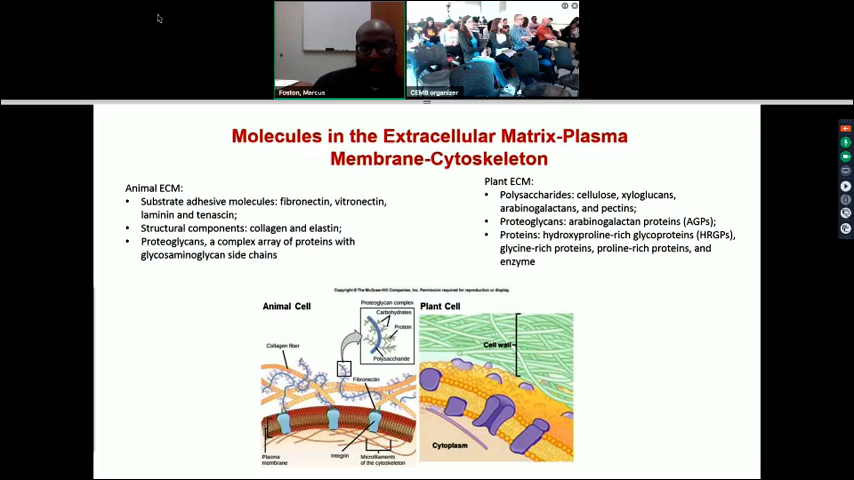 Foston, Marcus
CEMB organizer
Molecules in the Extracellular Matrix-Plasma
Membrane-Cytoskeleton
Animal ECM:
• Substrate adhesive molecules: fibronectin, vitronectin,
laminin and tenascin;
• Structural components: collagen and elastin;
• Proteoglycans, a complex array of proteins with
glycosaminoglycan side chains
Plant ECM:
• Polysaccharides: cellulose, xyloglucans,
arabinogalactans, and pectins;
• Proteoglycans: arabinogalactan proteins (AGPs);
• Proteins: hydroxyproline-rich glycoproteins (HRGPs),
glycine-rich proteins, proline-rich proteins, and
enzyme
Copyright © The McGraw-Hill Companies, Inc. Permission required for reproduction or display.
Animal Cell
Proteoglycan complex
Carbohydrates
Protein
Polysaccharide
Collagen fiber
Fibronectin
Plasma
membrane
Integrin
Microfilaments
of the cytoskeleton
Plant Cell
Cell wall
Cytoplasm